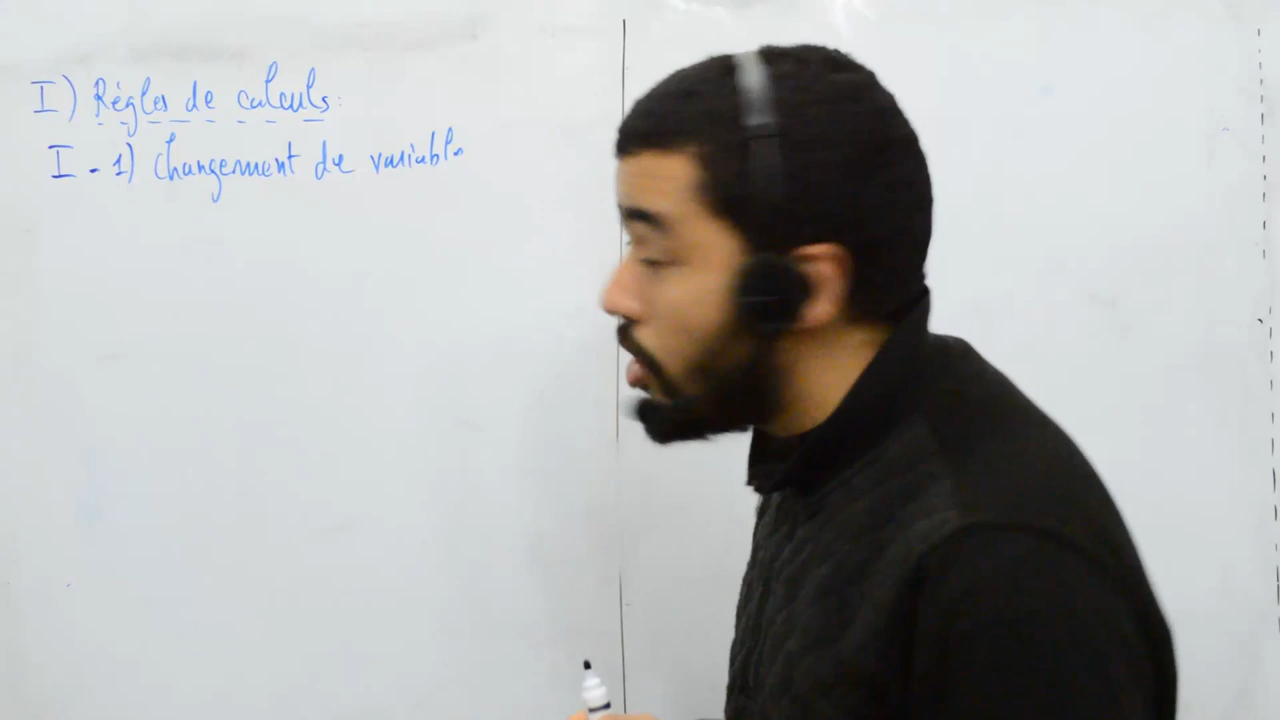 I) Règles de calculs:
I - 1) changement de variable